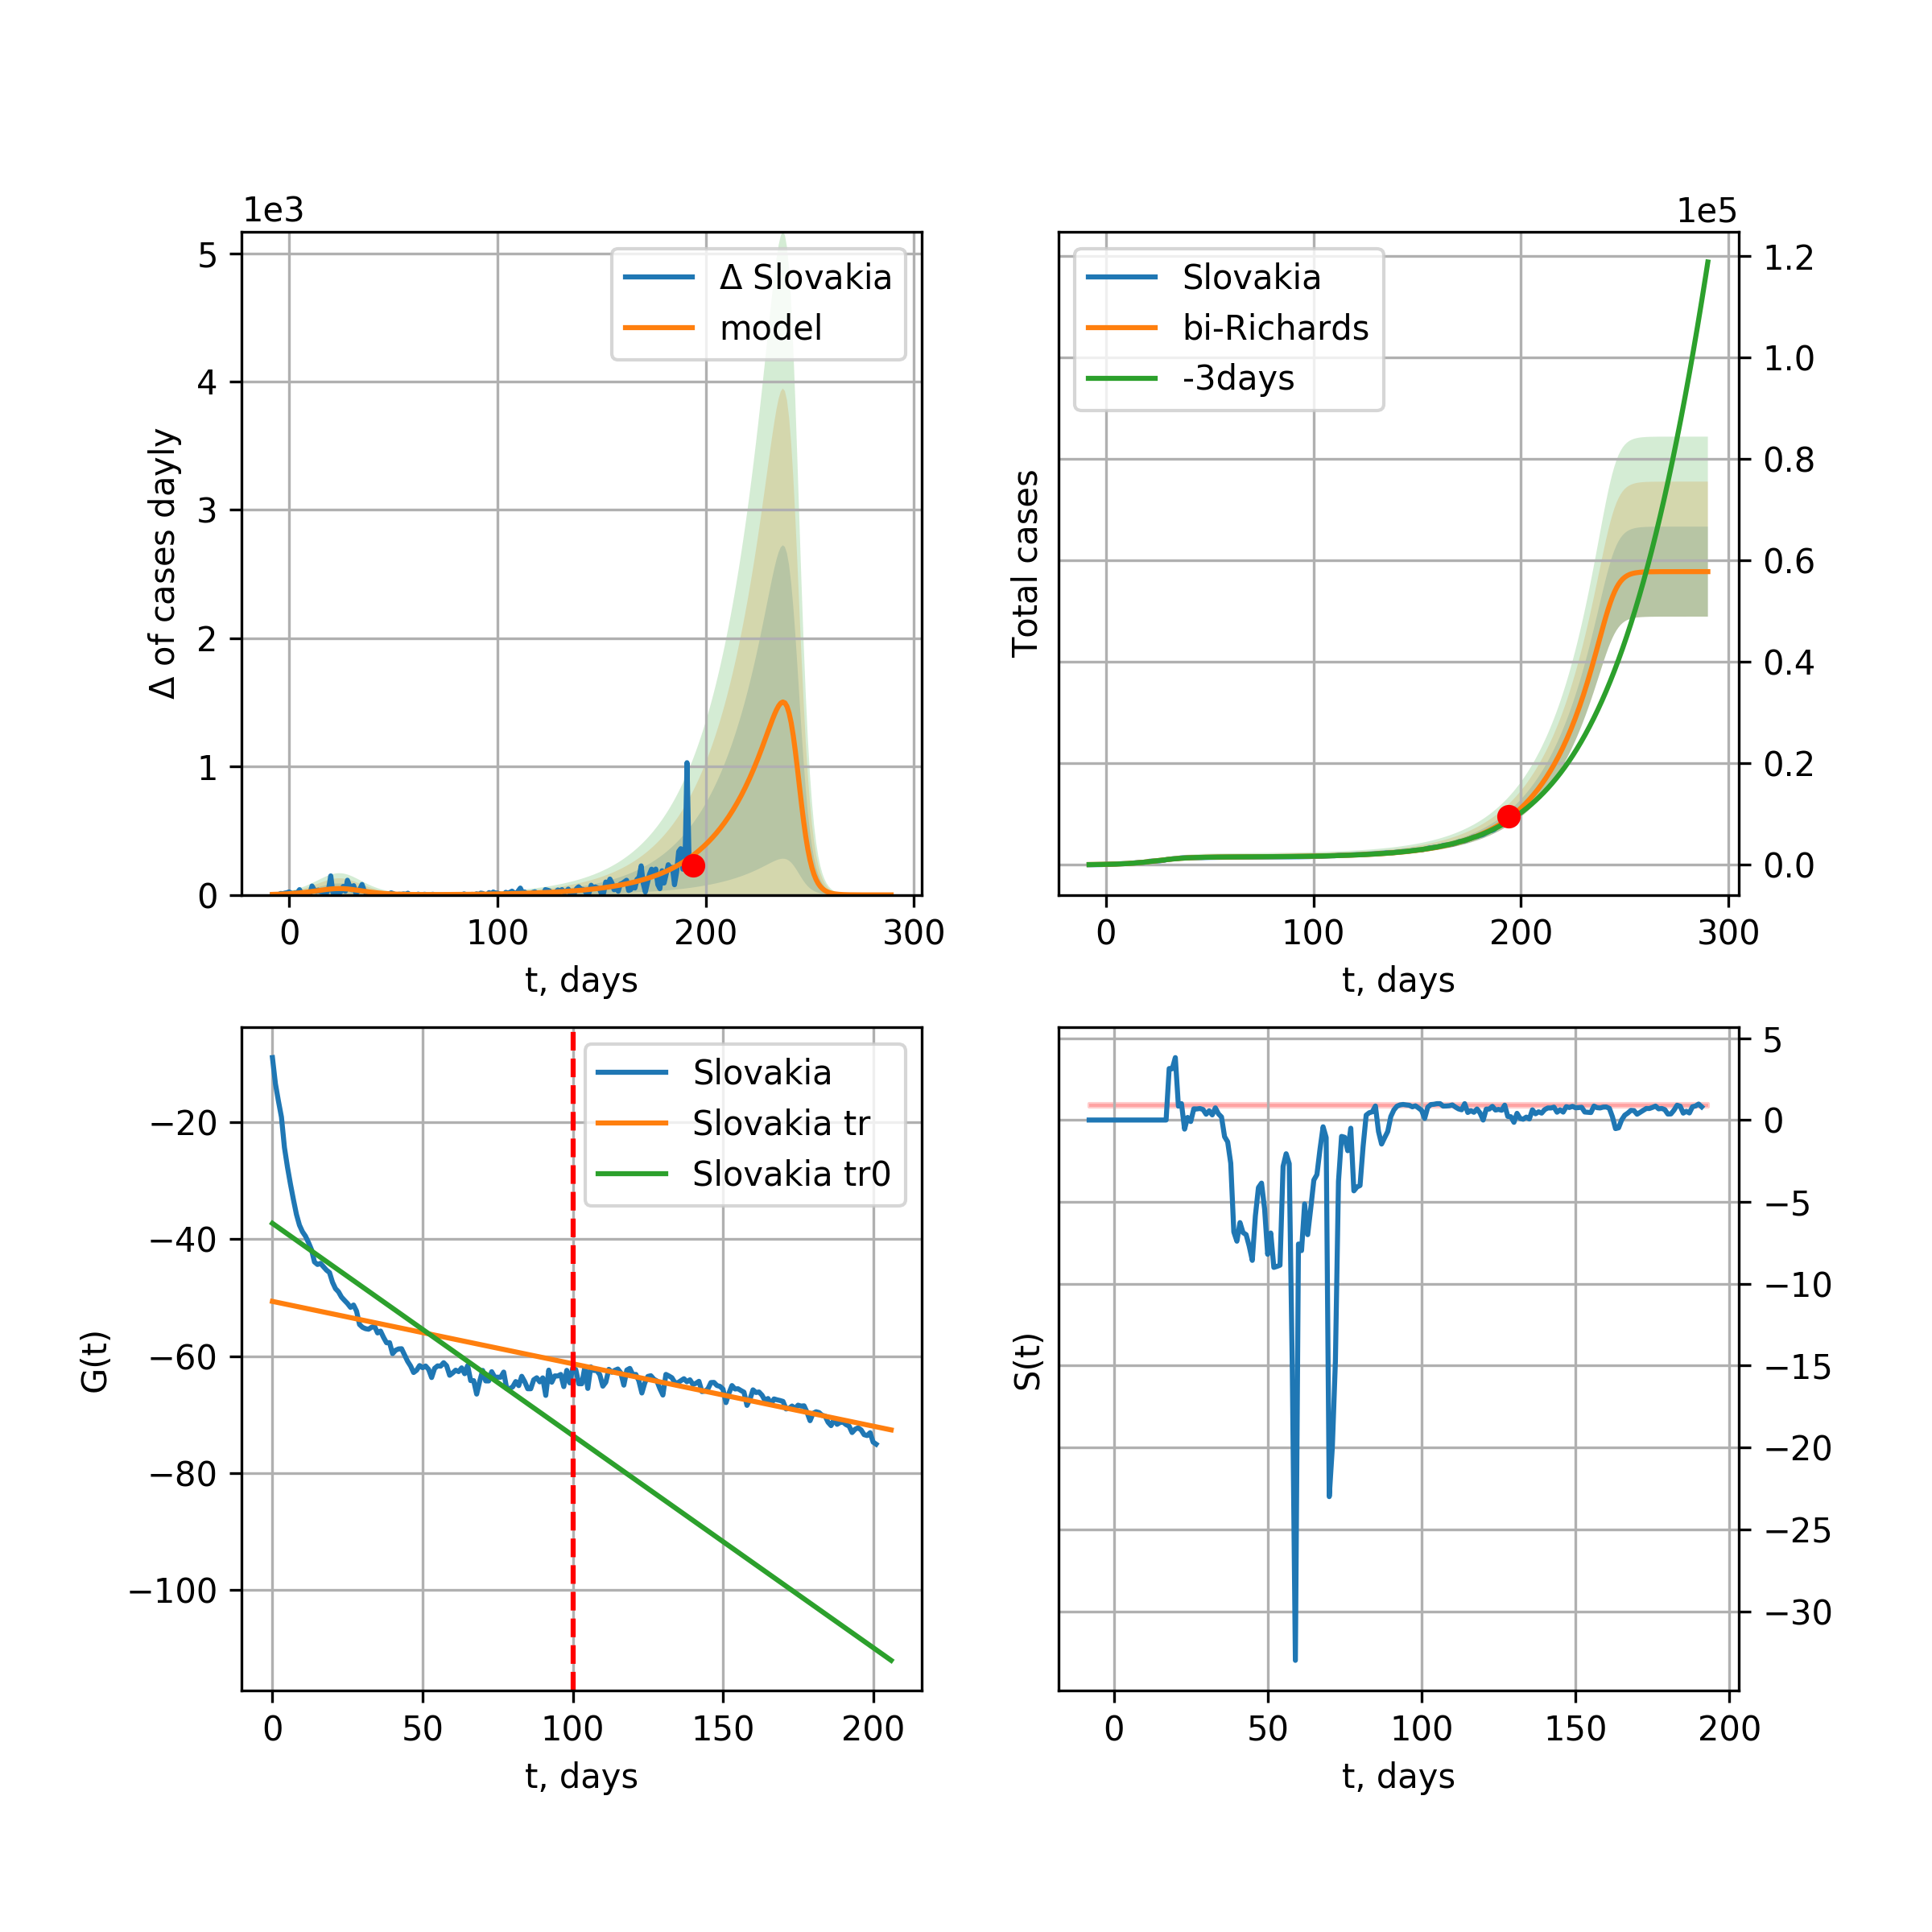 1e3
5
4
3
2
1
0
Δ of cases dayly
0 100 200 300
t, days
Δ Slovakia
model
1e5
1.2
1.0
0.8
0.6
0.4
0.2
0.0
Total cases
0 100 200 300
t, days
Slovakia
bi-Richards
-3days
−20
−40
−60
−80
−100
G(t)
0 50 100 150 200
t, days
Slovakia
Slovakia tr
Slovakia tr0
5
0
−5
−10
−15
−20
−25
−30
S(t)
0 50 100 150 200
t, days